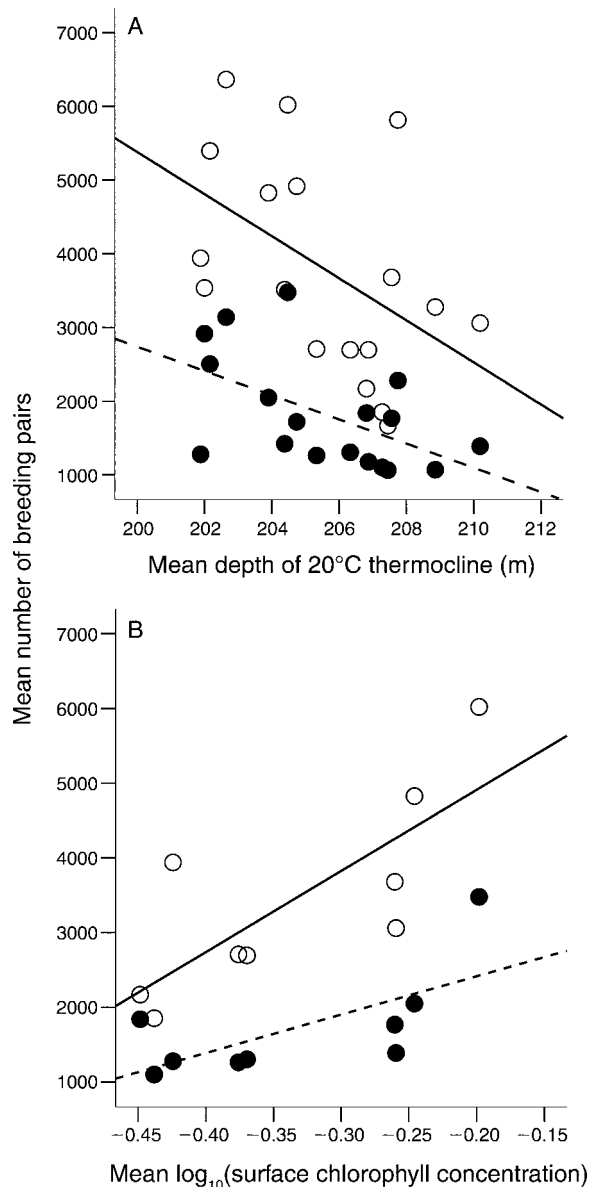 A
7000
6000
5000
4000
3000
2000
1000
200 202 204 206 208 210 212
Mean depth of 20°C thermocline (m)
Mean number of breeding pairs
B
7000
6000
5000
4000
3000
2000
1000
−0.45 −0.40 −0.35 −0.30 −0.25 −0.20 −0.15
Mean log₁₀(surface chlorophyll concentration)